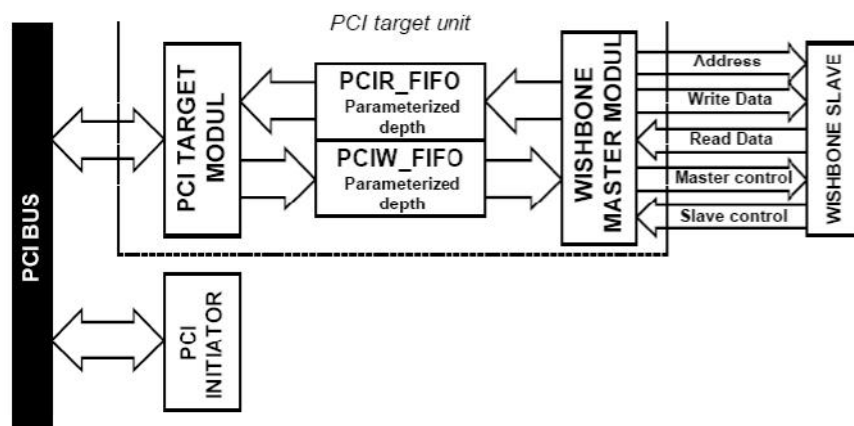 PCI target unit
PCI BUS
PCI TARGET
MODUL
PCIR_FIFO
Parameterized
depth
PCIW_FIFO
Parameterized
depth
WISHBONE
MASTER MODUL
Address
Write Data
Read Data
Master control
Slave control
WISHBONE SLAVE
PCI
INITIATOR